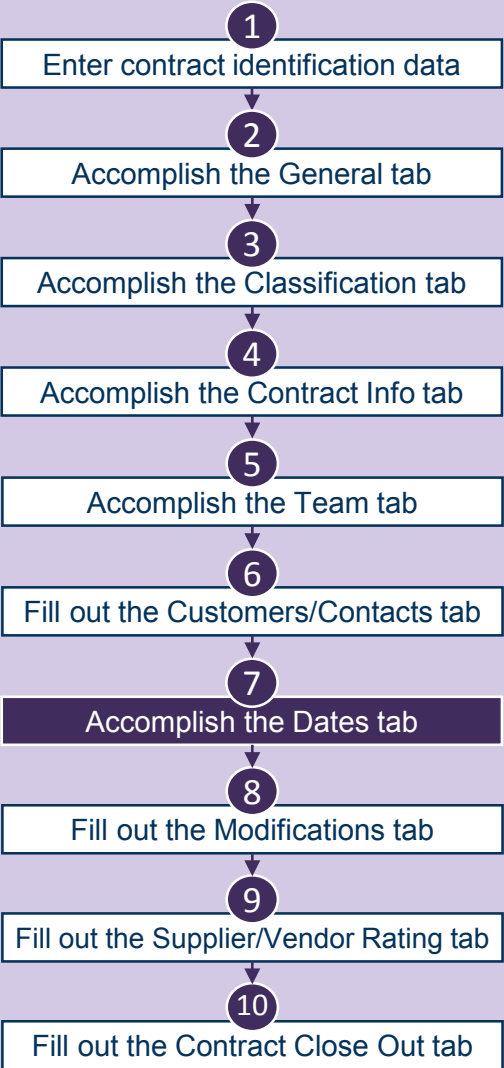 1
Enter contract identification data
2
Accomplish the General tab
3
Accomplish the Classification tab
4
Accomplish the Contract Info tab
5
Accomplish the Team tab
6
Fill out the Customers/Contacts tab
7
Accomplish the Dates tab
8
Fill out the Modifications tab
9
Fill out the Supplier/Vendor Rating tab
10
Fill out the Contract Close Out tab